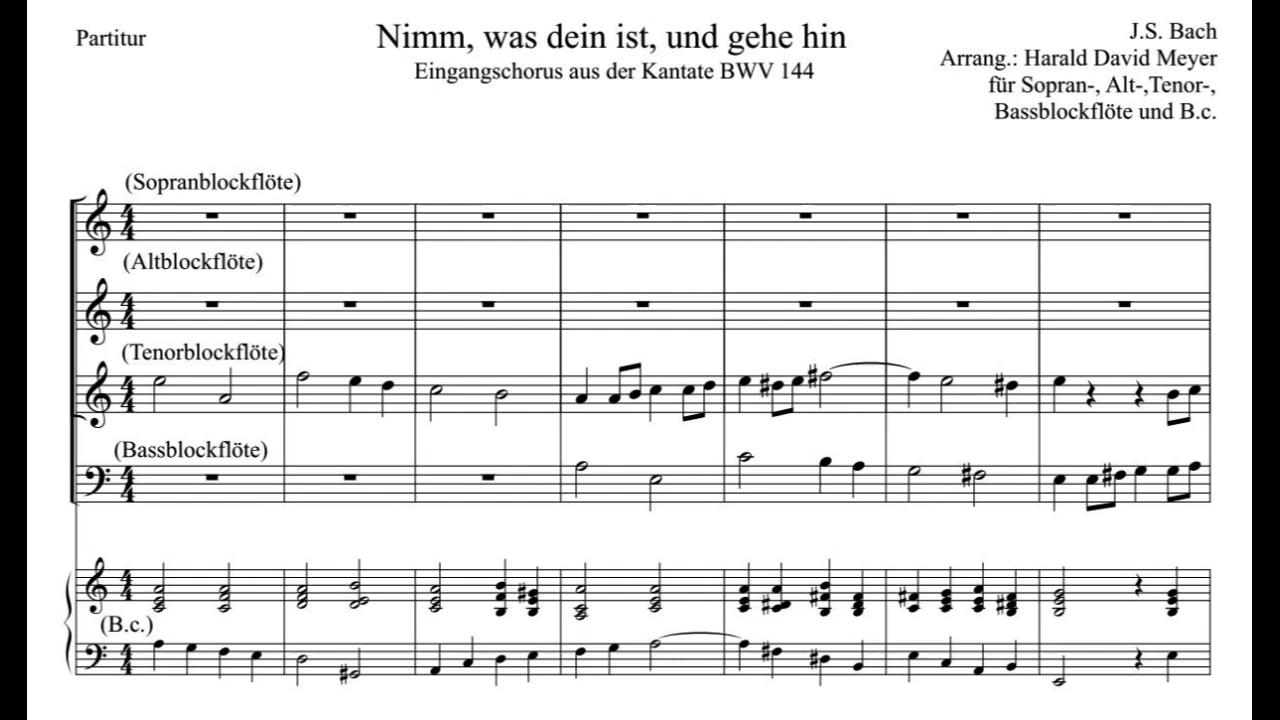 Partitur
Nimm, was dein ist, und gehe hin
Eingangschorus aus der Kantate BWV 144
J.S. Bach
Arrang.: Harald David Meyer
für Sopran-, Alt-,Tenor-,
Bassblockflöte und B.c.
(Sopranblockflöte)
(Altblockflöte)
(Tenorblockflöte)
(Bassblockflöte)
(B.c.)